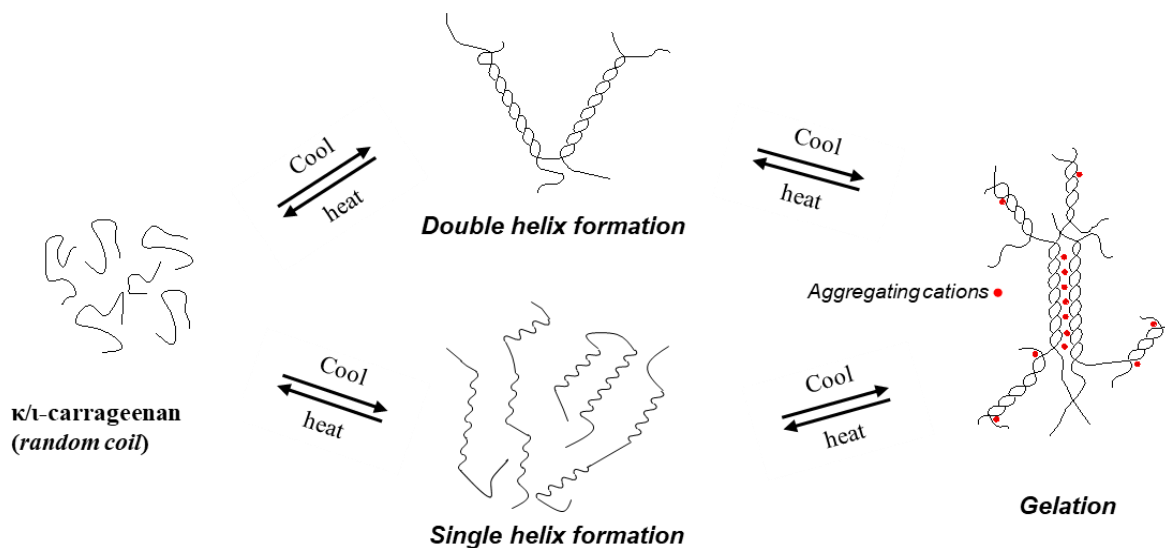 Cool
heat
Double helix formation
Cool
heat
κ/ι-carrageenan
(random coil)
Cool
heat
Single helix formation
Cool
heat
Aggregating cations
Gelation